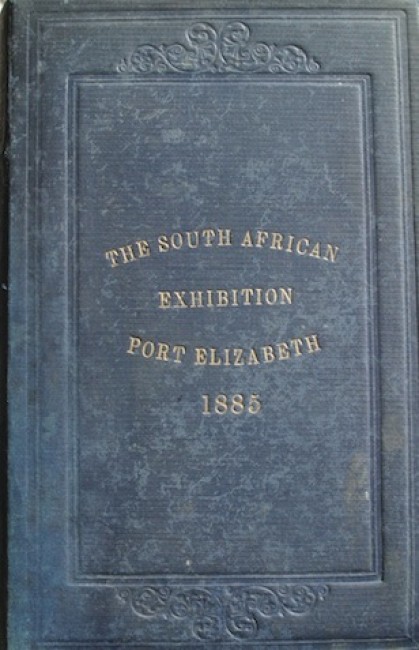 THE SOUTH AFRICAN
EXHIBITION
PORT ELIZABETH
1885